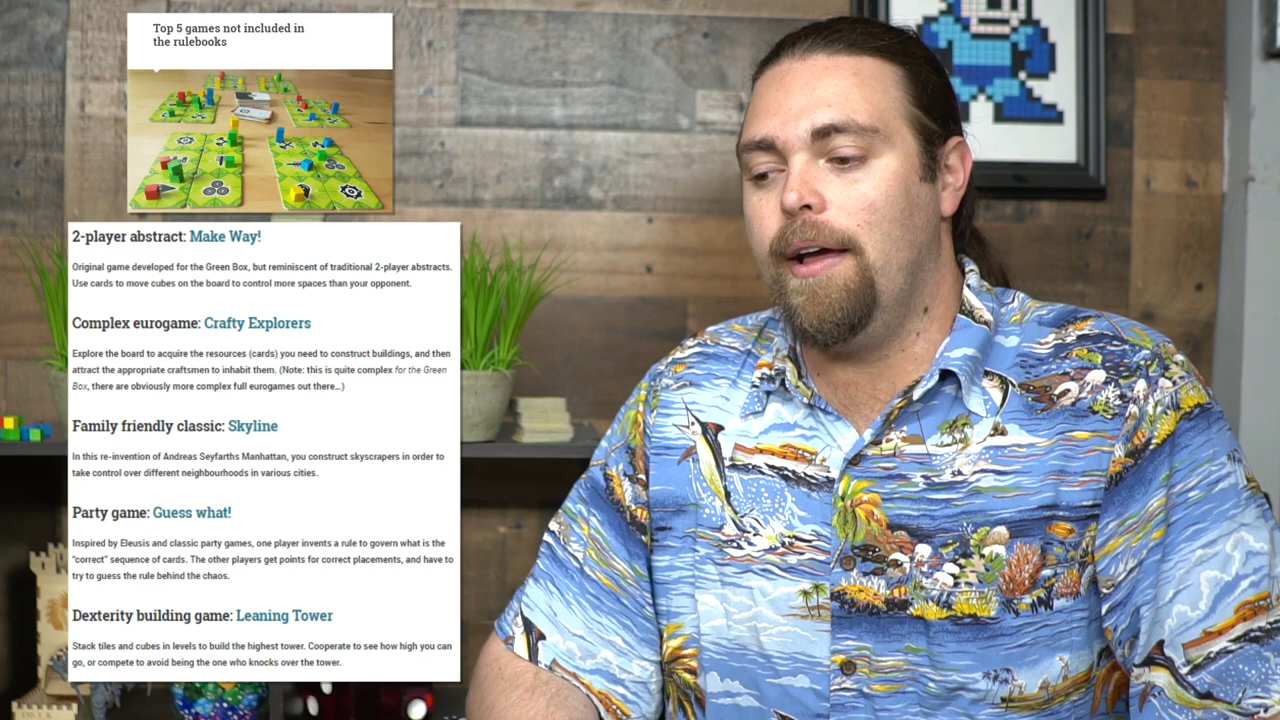 Top 5 games not included in
the rulebooks
2-player abstract: Make Way!
Original game developed for the Green Box, but reminiscent of traditional 2-player abstracts.
Use cards to move cubes on the board to control more spaces than your opponent.
Complex eurogame: Crafty Explorers
Explore the board to acquire the resources (cards) you need to construct buildings, and then
attract the appropriate craftsmen to inhabit them. (Note: this is quite complex for the Green
Box, there are obviously more complex full eurogames out there…)
Family friendly classic: Skyline
In this re-invention of Andreas Seyfarths Manhattan, you construct skyscrapers in order to
take control over different neighbourhoods in various cities.
Party game: Guess what!
Inspired by Eleusis and classic party games, one player invents a rule to govern what is the
“correct” sequence of cards. The other players get points for correct placements, and have to
try to guess the rule behind the chaos.
Dexterity building game: Leaning Tower
Stack tiles and cubes in levels to build the highest tower. Cooperate to see how high you can
go, or compete to avoid being the one who knocks over the tower.